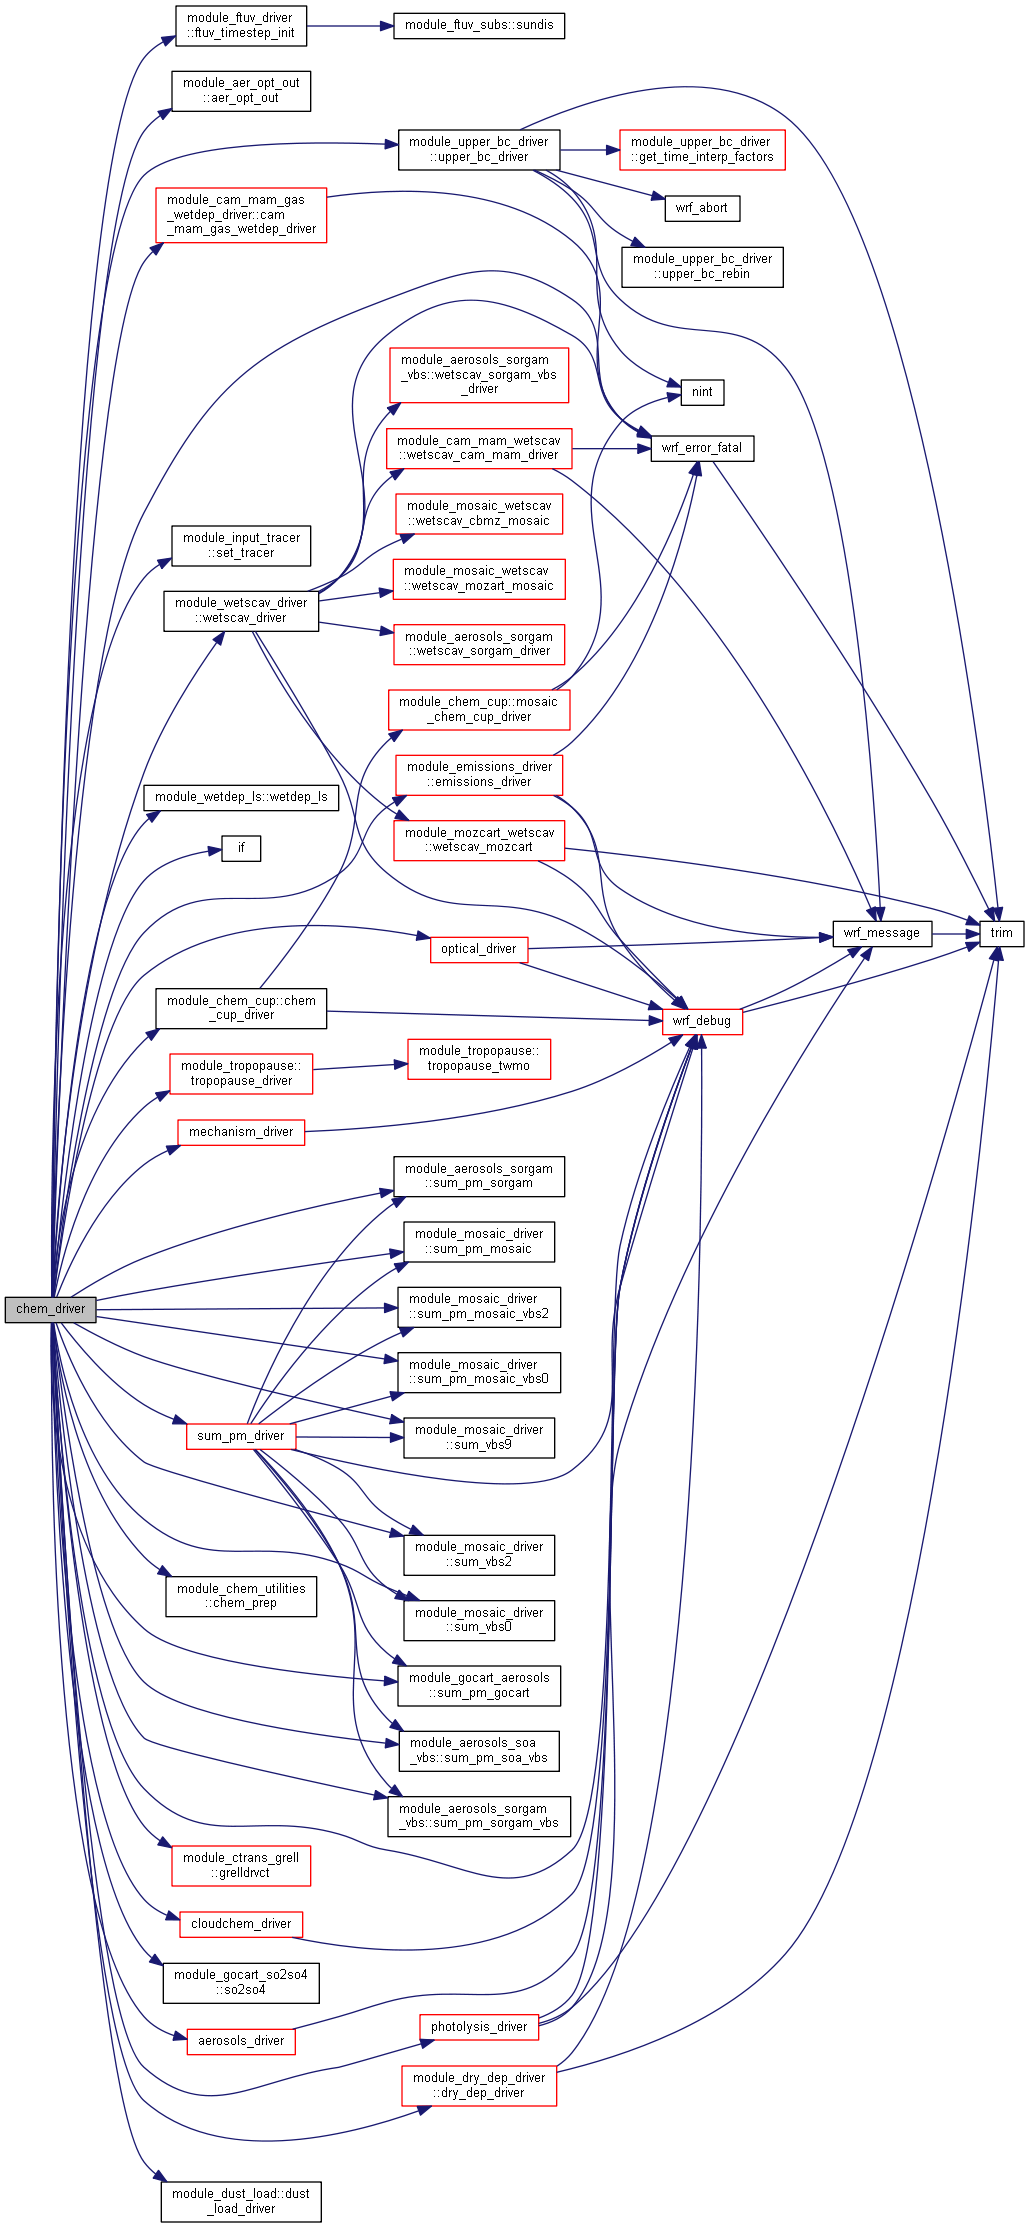 module_ftuv_driver
::ftuv_timestep_init
module_ftuv_subs::sundis
module_aer_opt_out
::aer_opt_out
module_upper_bc_driver
::upper_bc_driver
module_upper_bc_driver
::get_time_interp_factors
module_cam_mam_gas
_wetdep_driver::cam
_mam_gas_wetdep_driver
wrf_abort
module_upper_bc_driver
::upper_bc_rebin
module_aerosols_sorgam
_vbs::wetscav_sorgam_vbs
_driver
nint
module_cam_mam_wetscav
::wetscav_cam_mam_driver
wrf_error_fatal
module_mosaic_wetscav
::wetscav_cbmz_mosaic
module_input_tracer
::set_tracer
module_mosaic_wetscav
::wetscav_mozart_mosaic
module_wetscav_driver
::wetscav_driver
module_aerosols_sorgam
::wetscav_sorgam_driver
module_chem_cup::mosaic
_chem_cup_driver
module_emissions_driver
::emissions_driver
module_wetdep_ls::wetdep_ls
module_mozcart_wetscav
::wetscav_mozcart
if
wrf_message
trim
optical_driver
module_chem_cup::chem
_cup_driver
wrf_debug
module_tropopause::
tropopause_driver
module_tropopause::
tropopause_twmo
mechanism_driver
module_aerosols_sorgam
::sum_pm_sorgam
module_mosaic_driver
::sum_pm_mosaic
chem_driver
module_mosaic_driver
::sum_pm_mosaic_vbs2
module_mosaic_driver
::sum_pm_mosaic_vbs0
sum_pm_driver
module_mosaic_driver
::sum_vbs9
module_mosaic_driver
::sum_vbs2
module_chem_utilities
::chem_prep
module_mosaic_driver
::sum_vbs0
module_gocart_aerosols
::sum_pm_gocart
module_aerosols_soa
_vbs::sum_pm_soa_vbs
module_aerosols_sorgam
_vbs::sum_pm_sorgam_vbs
module_ctrans_grell
::grelldrvct
cloudchem_driver
module_gocart_so2so4
::so2so4
photolysis_driver
aerosols_driver
module_dry_dep_driver
::dry_dep_driver
module_dust_load::dust
_load_driver